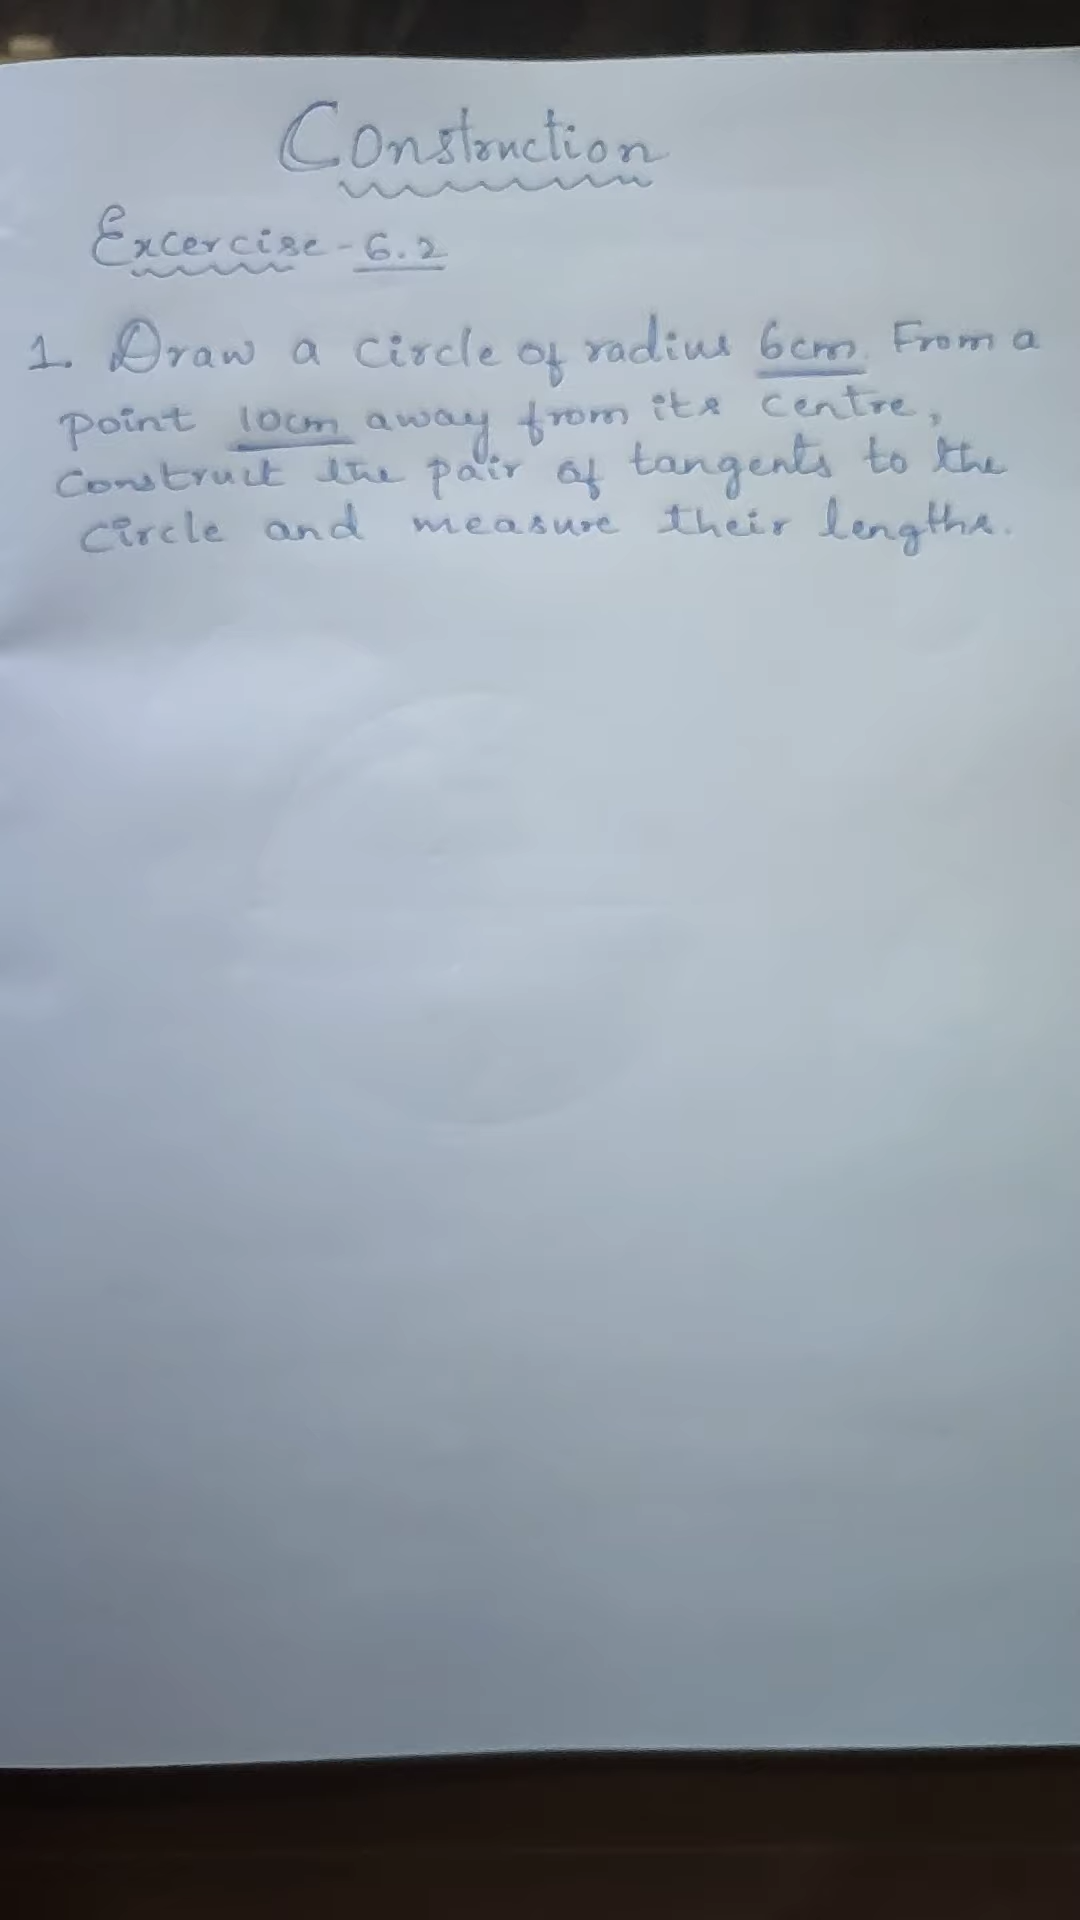 Construction
Excercise - 6.2
1. Draw a circle of radius 6cm. From a
point 10cm away from its centre,
construct the pair of tangents to the
circle and measure their lengths.